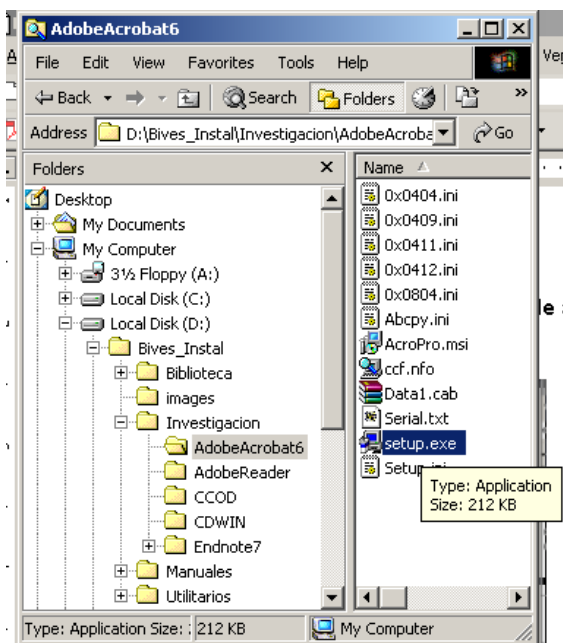 AdobeAcrobat6
File Edit View Favorites Tools Help
Back Search Folders »
Address D:\Bives_Instal\Investigacion\AdobeAcroba Go
Folders
Desktop
My Documents
My Computer
3½ Floppy (A:)
Local Disk (C:)
Local Disk (D:)
Bives_Instal
Biblioteca
images
Investigacion
AdobeAcrobat6
AdobeReader
CCOD
CDWIN
Endnote7
Manuales
Utilitarios
Name
0x0404.ini
0x0409.ini
0x0411.ini
0x0412.ini
0x0804.ini
Abcpy.ini
AcroPro.msi
ccf.nfo
Data1.cab
Serial.txt
setup.exe
Type: Application
Size: 212 KB
Type: Application Size: 212 KB My Computer